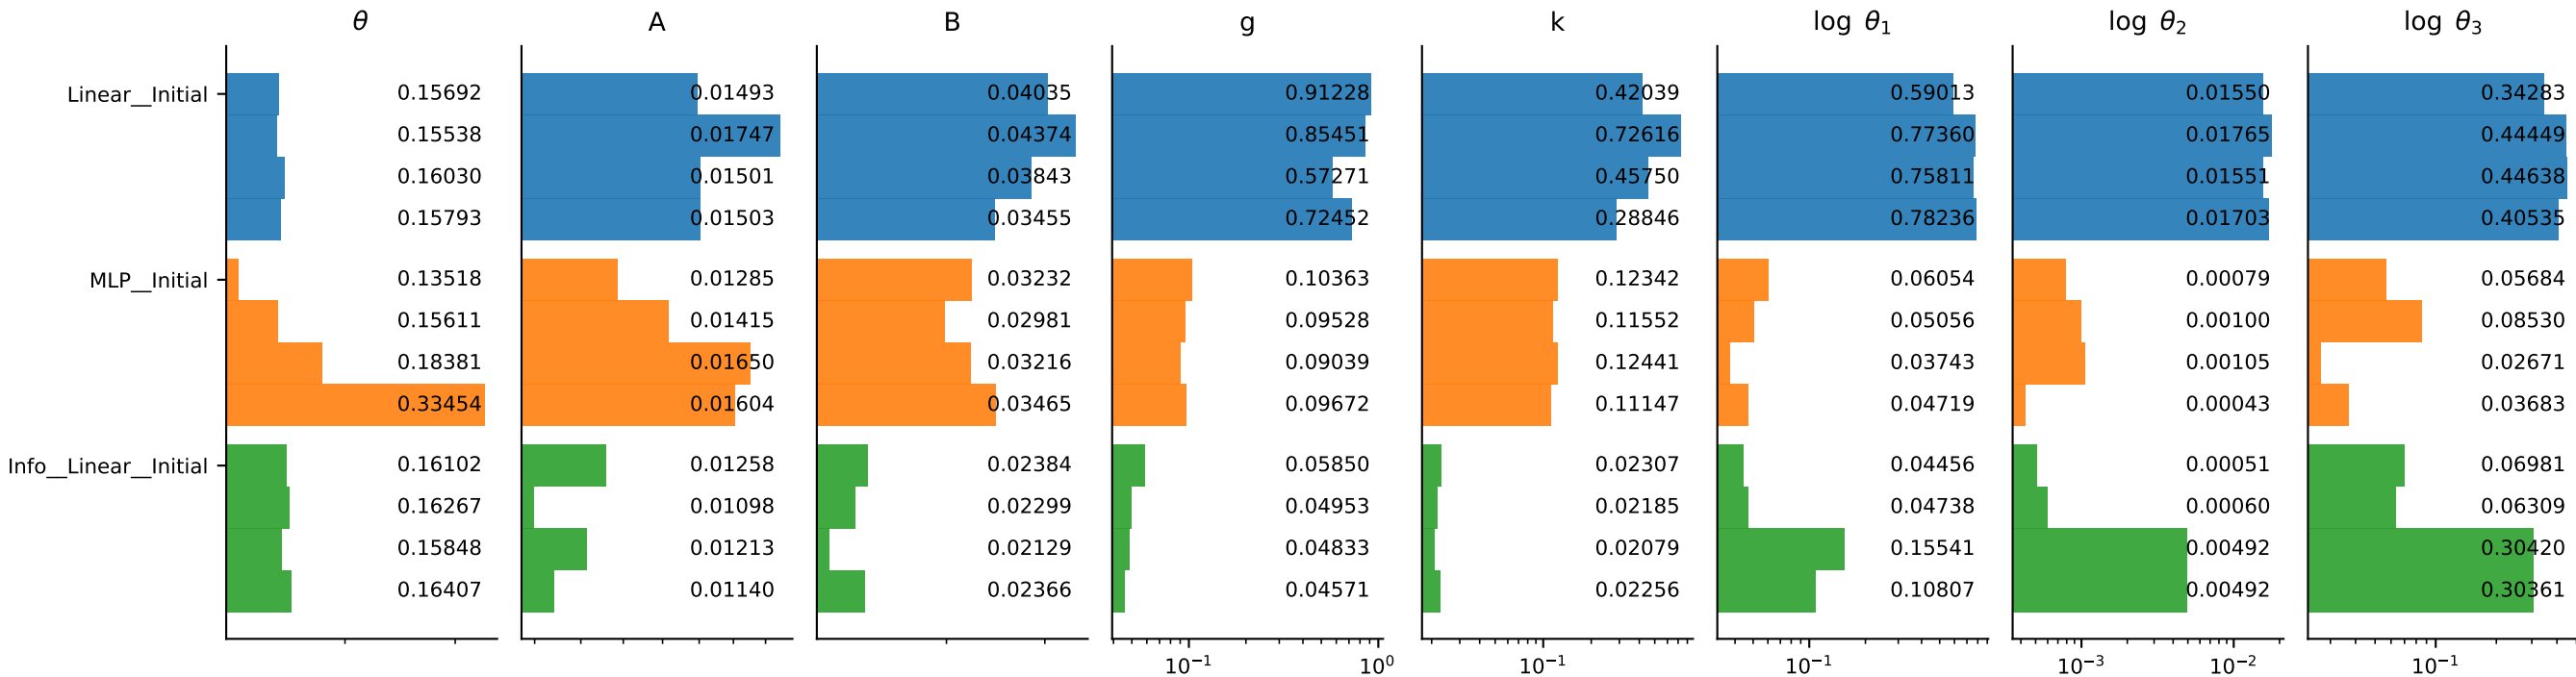 θ A B g k log θ₁ log θ₂ log θ₃
Linear__Initial 0.15692 0.01493 0.04035 0.91228 0.42039 0.59013 0.01550 0.34283
0.15538 0.01747 0.04374 0.85451 0.72616 0.77360 0.01765 0.44449
0.16030 0.01501 0.03843 0.57271 0.45750 0.75811 0.01551 0.44638
0.15793 0.01503 0.03455 0.72452 0.28846 0.78236 0.01703 0.40535
MLP__Initial 0.13518 0.01285 0.03232 0.10363 0.12342 0.06054 0.00079 0.05684
0.15611 0.01415 0.02981 0.09528 0.11552 0.05056 0.00100 0.08530
0.18381 0.01650 0.03216 0.09039 0.12441 0.03743 0.00105 0.02671
0.33454 0.01604 0.03465 0.09672 0.11147 0.04719 0.00043 0.03683
Info__Linear__Initial 0.16102 0.01258 0.02384 0.05850 0.02307 0.04456 0.00051 0.06981
0.16267 0.01098 0.02299 0.04953 0.02185 0.04738 0.00060 0.06309
0.15848 0.01213 0.02129 0.04833 0.02079 0.15541 0.00492 0.30420
0.16407 0.01140 0.02366 0.04571 0.02256 0.10807 0.00492 0.30361
10⁻¹ 10⁰ 10⁻¹ 10⁻¹ 10⁻³ 10⁻² 10⁻¹